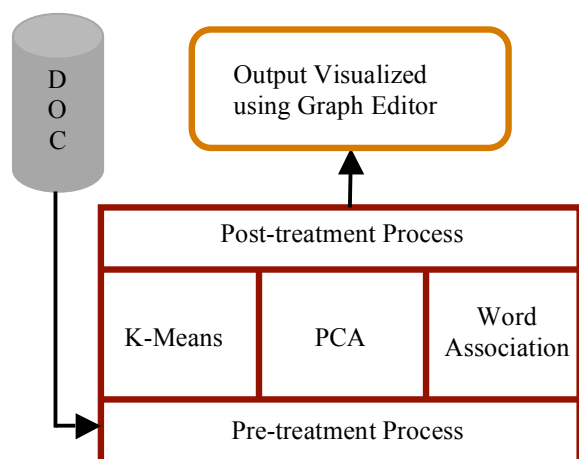 D
O
C
Output Visualized
using Graph Editor
Post-treatment Process
K-Means
PCA
Word
Association
Pre-treatment Process